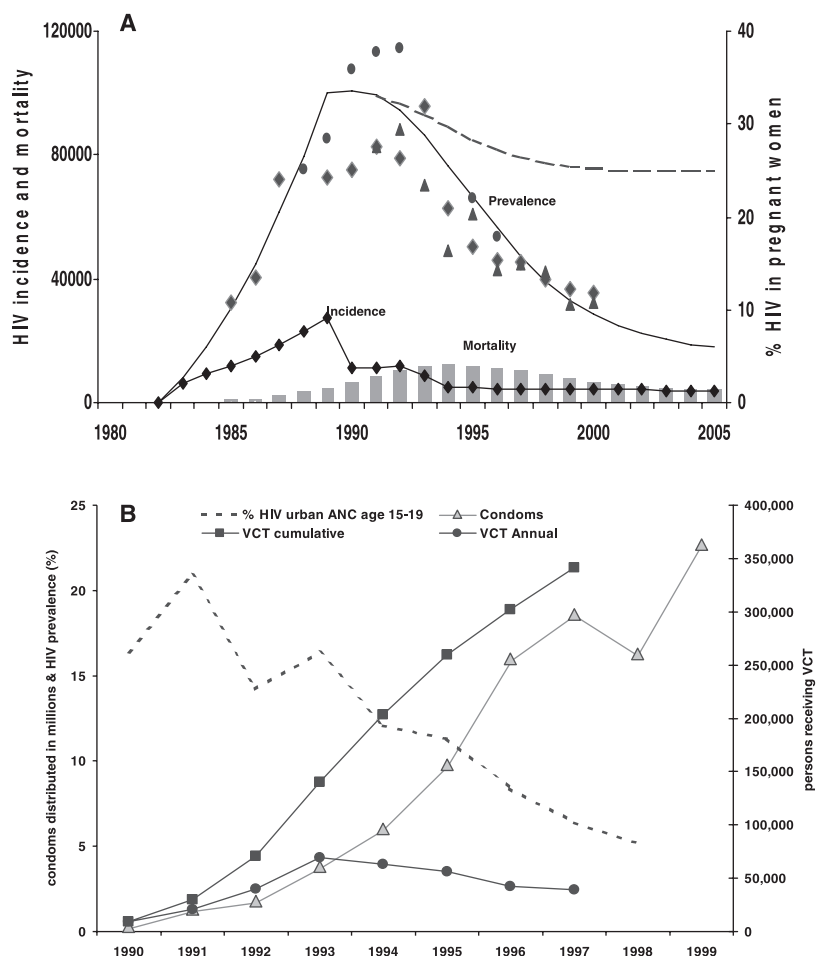 A
120000
80000
40000
0
HIV incidence and mortality
40
30
20
10
0
% HIV in pregnant women
Prevalence
Incidence
Mortality
1980 1985 1990 1995 2000 2005
B
% HIV urban ANC age 15-19 Condoms
VCT cumulative VCT Annual
25
20
15
10
5
0
condoms distributed in millions & HIV prevalence (%)
400,000
350,000
300,000
250,000
200,000
150,000
100,000
50,000
0
persons receiving VCT
1990 1991 1992 1993 1994 1995 1996 1997 1998 1999